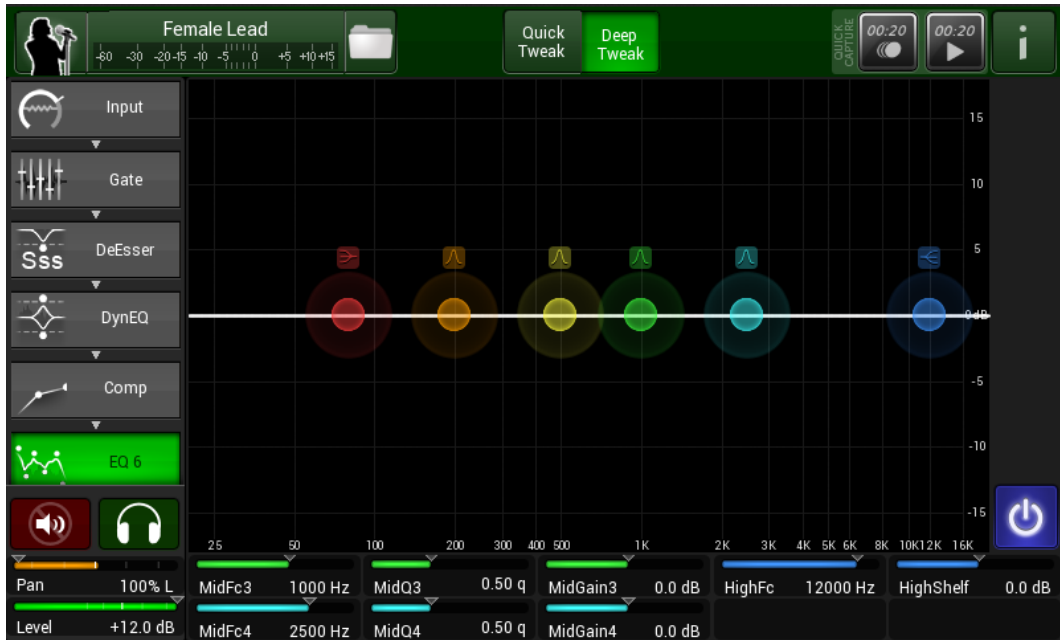 Female Lead
-60 -30 -20 -15 -10 -5 0 +5 +10 +15
Quick
Tweak
Deep
Tweak
QUICK
CAPTURE
00:20
00:20
i
Input
Gate
Sss
DeEsser
DynEQ
Comp
EQ 6
15
10
5
0dB
-5
-10
-15
25 50 100 200 300 400 500 1K 2K 3K 4K 5K 6K 8K 10K 12K 16K
Pan 100% L
MidFc3 1000 Hz
MidQ3 0.50 q
MidGain3 0.0 dB
HighFc 12000 Hz
HighShelf 0.0 dB
Level +12.0 dB
MidFc4 2500 Hz
MidQ4 0.50 q
MidGain4 0.0 dB